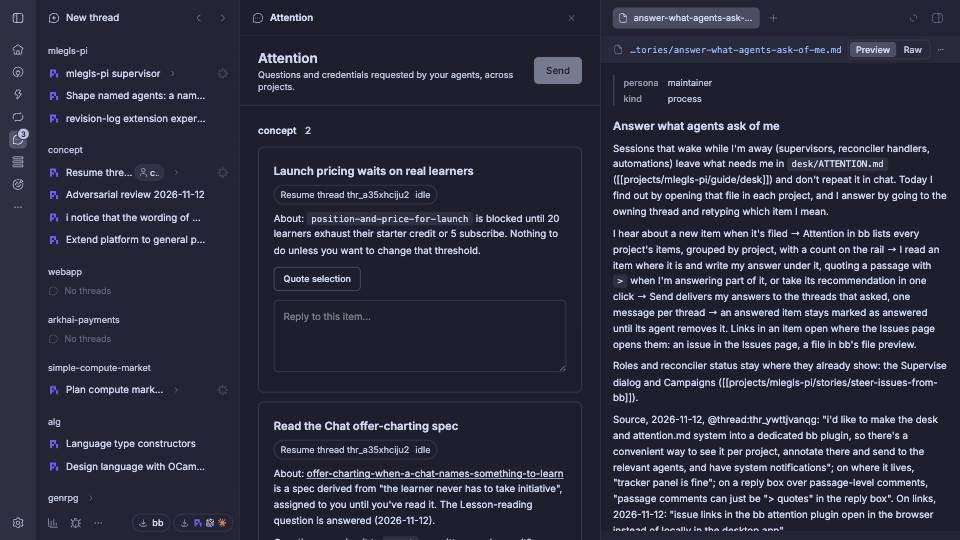 New thread
mlegls-pi
mlegls-pi supervisor
Shape named agents: a nam...
revision-log extension exper...
concept
Resume thre...
c..
Adversarial review 2026-11-12
i notice that the wording of ...
Extend platform to general p...
webapp
No threads
arkhai-payments
No threads
simple-compute-market
Plan compute mark...
alg
Language type constructors
Design language with OCam...
genrpg
bb
3
Attention
Attention
Questions and credentials requested by your agents, across
projects.
Send
concept 2
Launch pricing waits on real learners
Resume thread thr_a35xhciju2 idle
About: position-and-price-for-launch is blocked until 20
learners exhaust their starter credit or 5 subscribe. Nothing to
do unless you want to change that threshold.
Quote selection
Reply to this item...
Read the Chat offer-charting spec
Resume thread thr_a35xhciju2 idle
About: offer-charting-when-a-chat-names-something-to-learn
is a spec derived from "the learner never has to take initiative",
assigned to you until you've read it. The Lesson-reading
question is answered (2026-11-12).
answer-what-agents-ask-...
…tories/answer-what-agents-ask-of-me.md
Preview
Raw
persona maintainer
kind process
Answer what agents ask of me
Sessions that wake while I'm away (supervisors, reconciler handlers,
automations) leave what needs me in desk/ATTENTION.md
([[projects/mlegls-pi/guide/desk]]) and don't repeat it in chat. Today I
find out by opening that file in each project, and I answer by going to the
owning thread and retyping which item I mean.
I hear about a new item when it's filed → Attention in bb lists every
project's items, grouped by project, with a count on the rail → I read an
item where it is and write my answer under it, quoting a passage with
> when I'm answering part of it, or take its recommendation in one
click → Send delivers my answers to the threads that asked, one
message per thread → an answered item stays marked as answered
until its agent removes it. Links in an item open where the Issues page
opens them: an issue in the Issues page, a file in bb's file preview.
Roles and reconciler status stay where they already show: the Supervise
dialog and Campaigns ([[projects/mlegls-pi/stories/steer-issues-from-
bb]]).
Source, 2026-11-12, @thread:thr_ywttjvanqg: "i'd like to make the desk
and attention.md system into a dedicated bb plugin, so there's a
convenient way to see it per project, annotate there and send to the
relevant agents, and have system notifications"; on where it lives,
"tracker panel is fine"; on a reply box over passage-level comments,
"passage comments can just be "> quotes" in the reply box". On links,
2026-11-12: "issue links in the bb attention plugin open in the browser
instead of locally in the desktop app"